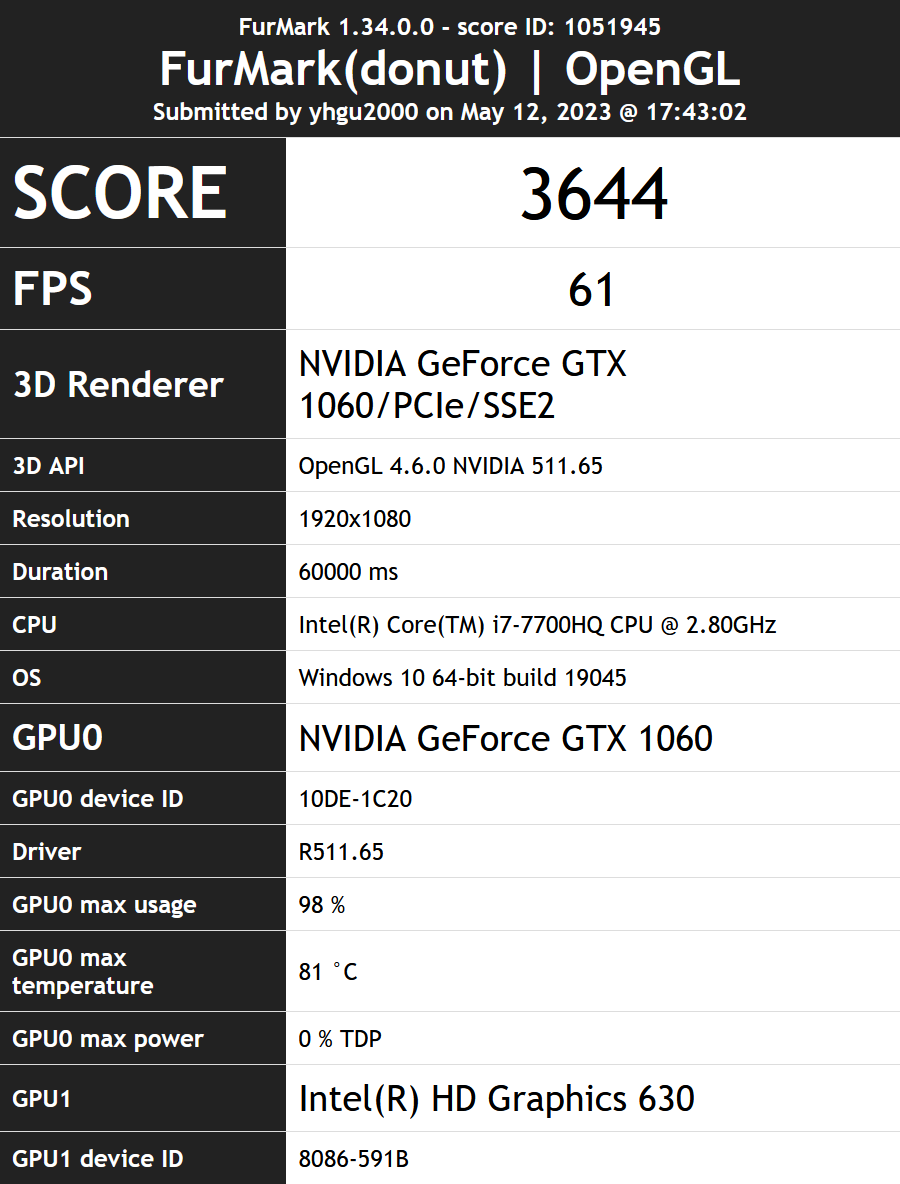 FurMark 1.34.0.0 - score ID: 1051945
FurMark(donut) | OpenGL
Submitted by yhgu2000 on May 12, 2023 @ 17:43:02
SCORE 3644
FPS 61
3D Renderer NVIDIA GeForce GTX
1060/PCIe/SSE2
3D API OpenGL 4.6.0 NVIDIA 511.65
Resolution 1920x1080
Duration 60000 ms
CPU Intel(R) Core(TM) i7-7700HQ CPU @ 2.80GHz
OS Windows 10 64-bit build 19045
GPU0 NVIDIA GeForce GTX 1060
GPU0 device ID 10DE-1C20
Driver R511.65
GPU0 max usage 98 %
GPU0 max
temperature 81 °C
GPU0 max power 0 % TDP
GPU1 Intel(R) HD Graphics 630
GPU1 device ID 8086-591B